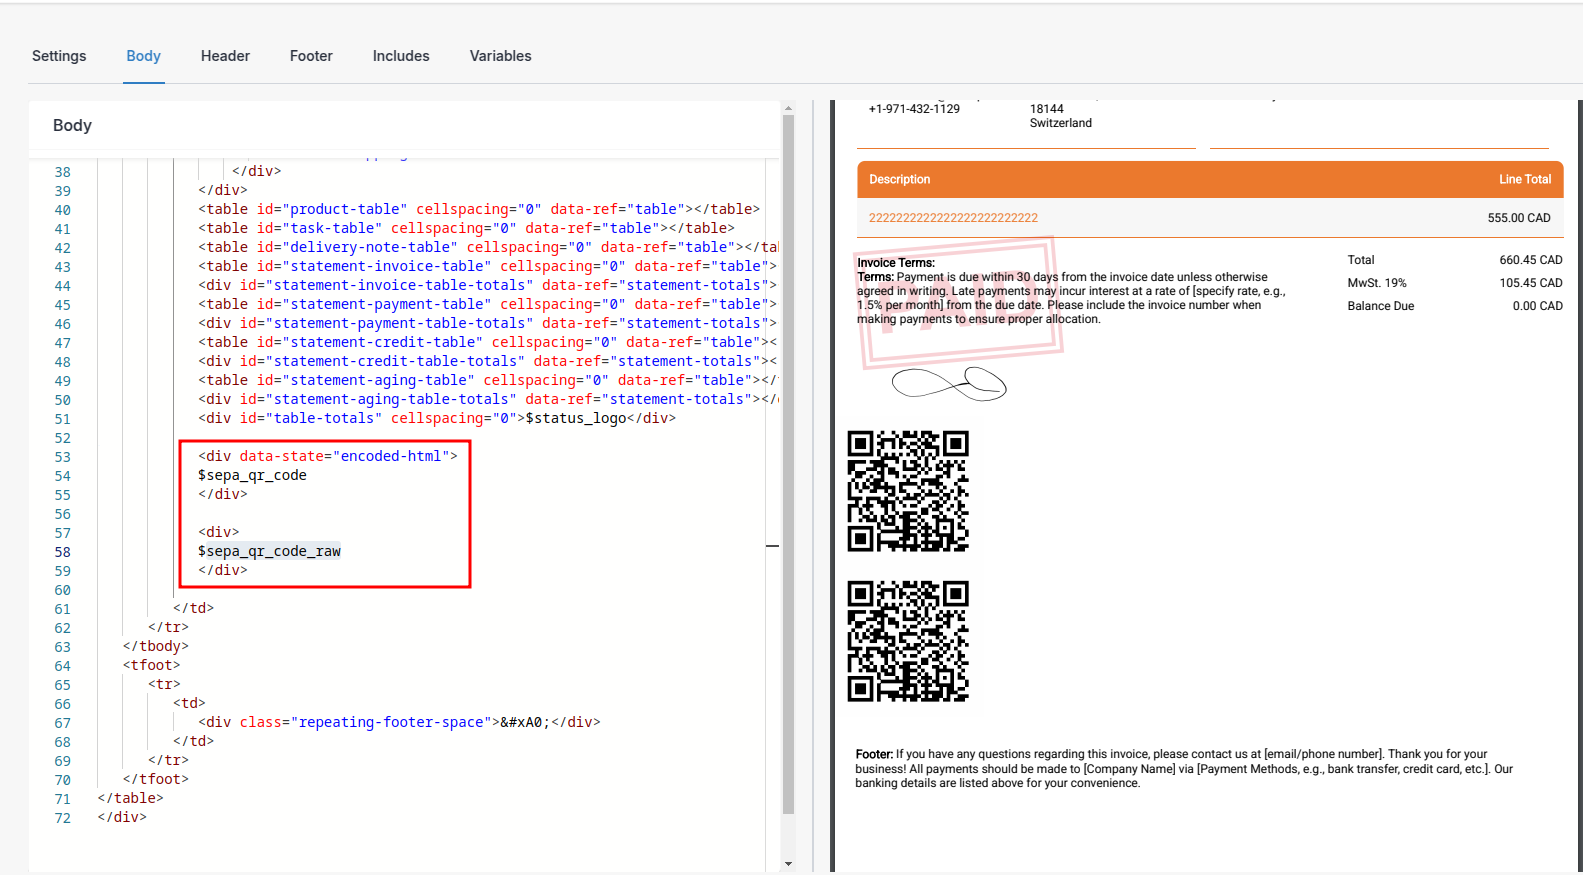 Settings Body Header Footer Includes Variables
Body
38 </div>
39 </div>
40 <table id="product-table" cellspacing="0" data-ref="table"></table>
41 <table id="task-table" cellspacing="0" data-ref="table"></table>
42 <table id="delivery-note-table" cellspacing="0" data-ref="table"></tal
43 <table id="statement-invoice-table" cellspacing="0" data-ref="table">
44 <div id="statement-invoice-table-totals" data-ref="statement-totals">
45 <table id="statement-payment-table" cellspacing="0" data-ref="table">
46 <div id="statement-payment-table-totals" data-ref="statement-totals">
47 <table id="statement-credit-table" cellspacing="0" data-ref="table"><
48 <div id="statement-credit-table-totals" data-ref="statement-totals"><
49 <table id="statement-aging-table" cellspacing="0" data-ref="table"></
50 <div id="statement-aging-table-totals" data-ref="statement-totals"></
51 <div id="table-totals" cellspacing="0">$status_logo</div>
52
53 <div data-state="encoded-html">
54 $sepa_qr_code
55 </div>
56
57 <div>
58 $sepa_qr_code_raw
59 </div>
60
61 </td>
62 </tr>
63 </tbody>
64 <tfoot>
65 <tr>
66 <td>
67 <div class="repeating-footer-space">&#xA0;</div>
68 </td>
69 </tr>
70 </tfoot>
71 </table>
72 </div>
+1-971-432-1129 18144
Switzerland
Description Line Total
2222222222222222222222222 555.00 CAD
Invoice Terms:
Terms: Payment is due within 30 days from the invoice date unless otherwise
agreed in writing. Late payments may incur interest at a rate of [specify rate, e.g.,
1.5% per month] from the due date. Please include the invoice number when
making payments to ensure proper allocation.
PAID
Total 660.45 CAD
MwSt. 19% 105.45 CAD
Balance Due 0.00 CAD
Footer: If you have any questions regarding this invoice, please contact us at [email/phone number]. Thank you for your
business! All payments should be made to [Company Name] via [Payment Methods, e.g., bank transfer, credit card, etc.]. Our
banking details are listed above for your convenience.